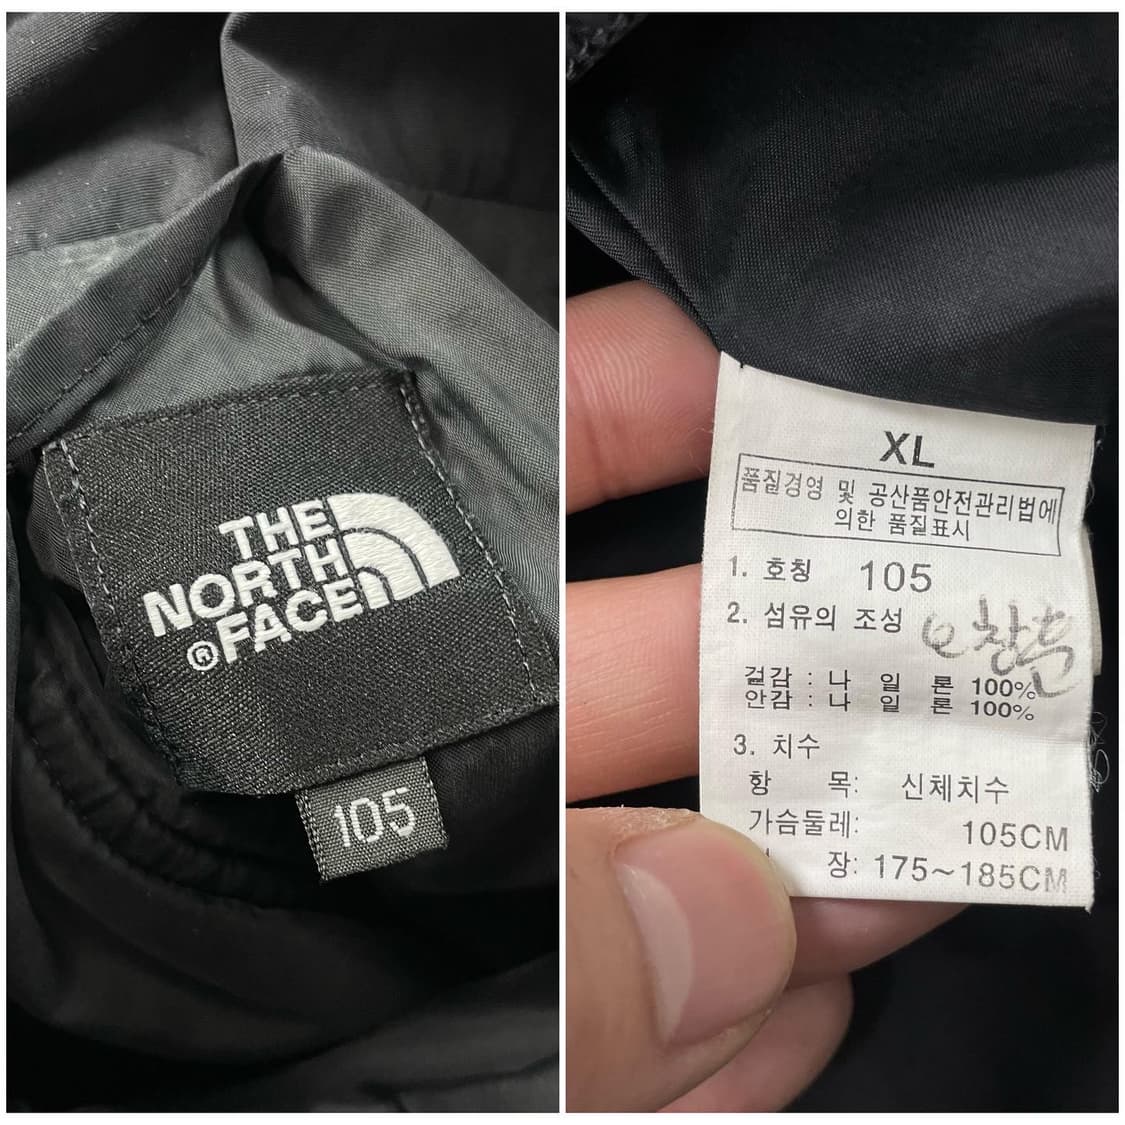 THE
NORTH
® FACE
105
XL
품질경영 및 공산품안전관리법에
의한 품질표시
1. 호칭 105
2. 섬유의 조성
오창훈
겉감 : 나 일 론 100%
안감 : 나 일 론 100%
3. 치수
항 목: 신체치수
가슴둘레: 105CM
장: 175~185CM